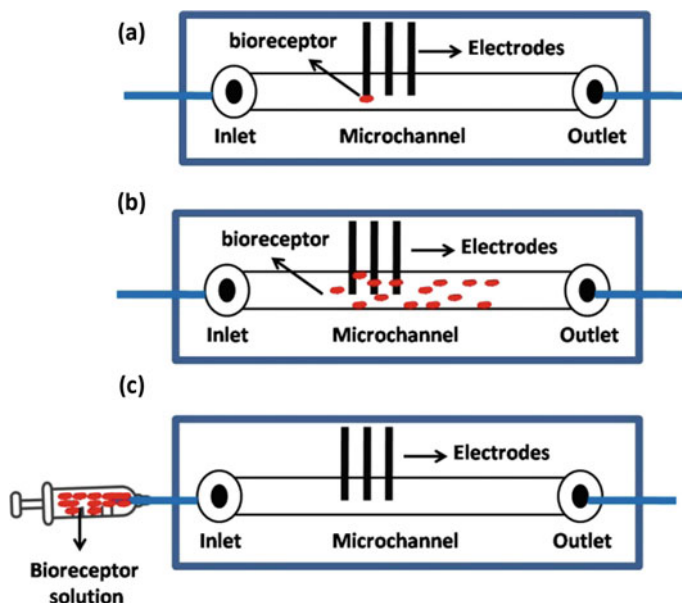 (a)
bioreceptor
Electrodes
Inlet
Microchannel
Outlet
(b)
bioreceptor
Electrodes
Inlet
Microchannel
Outlet
(c)
Electrodes
Inlet
Microchannel
Outlet
Bioreceptor
solution